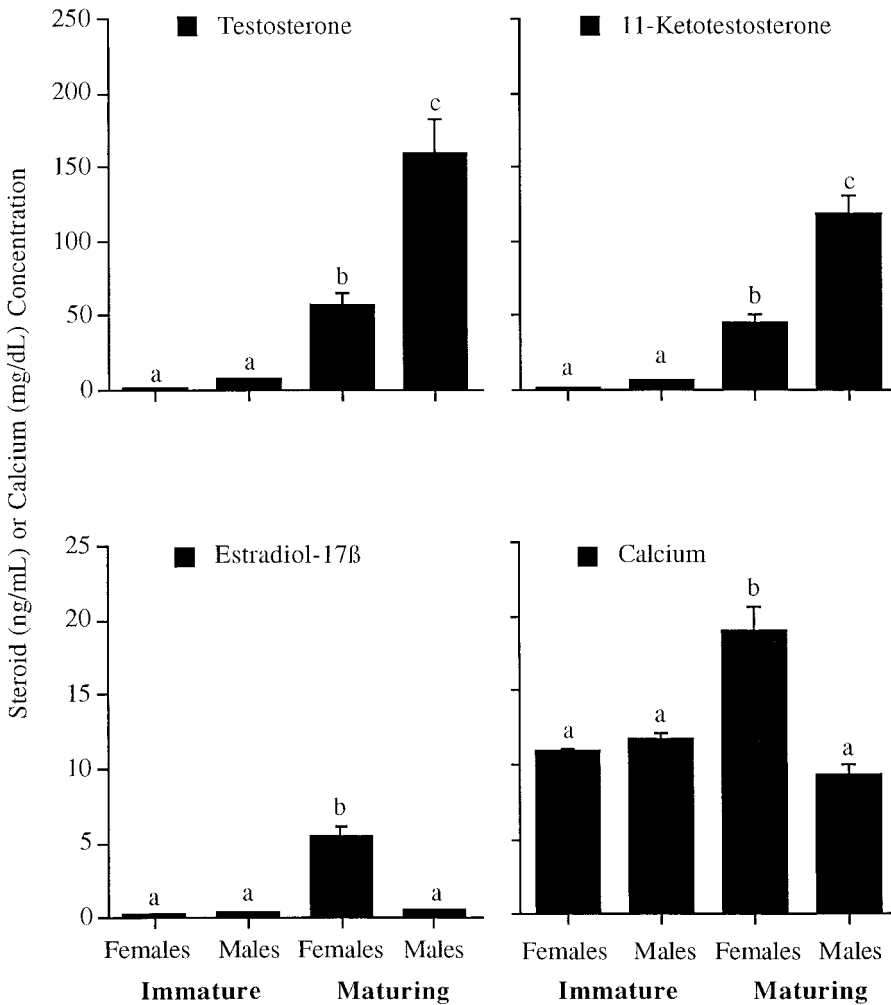 Steroid (ng/mL) or Calcium (mg/dL) Concentration
Testosterone
250
200
150
100
50
0
a
a
b
c
11-Ketotestosterone
a
a
b
c
Estradiol-17ß
25
20
15
10
5
0
a
a
b
a
Calcium
a
a
b
a
Females Males Females Males
Immature Maturing
Females Males Females Males
Immature Maturing